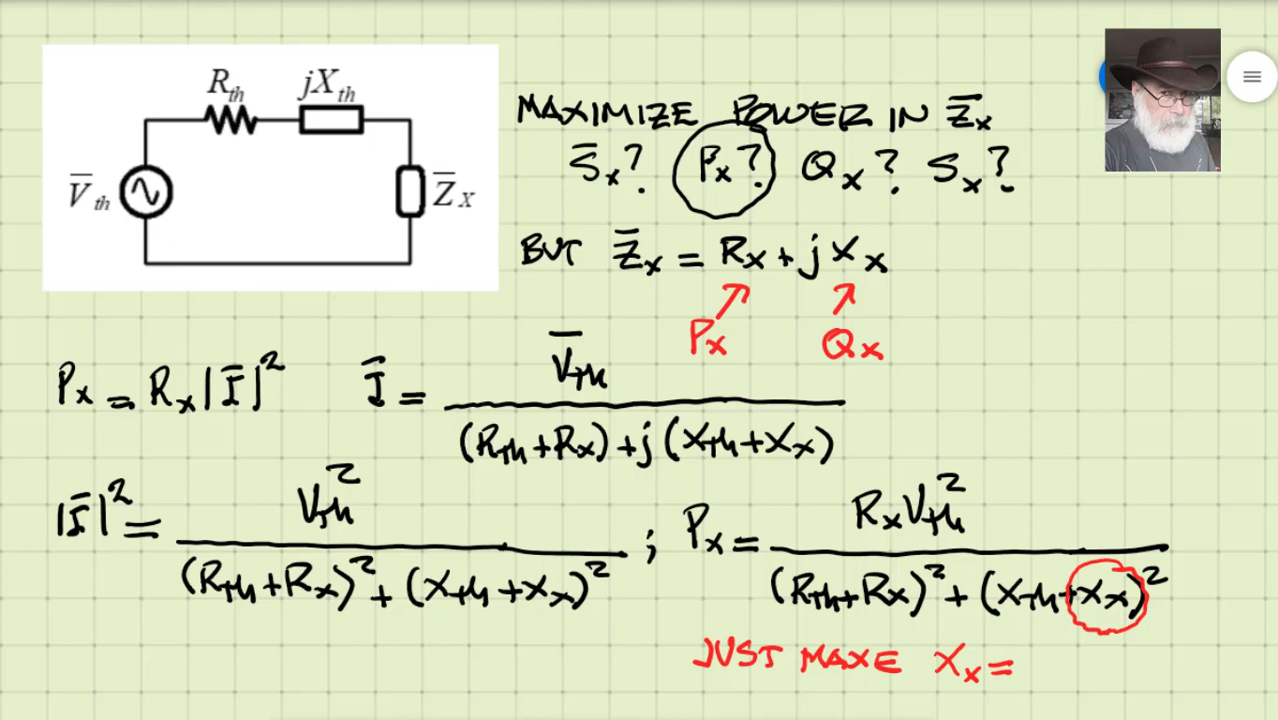 R_th jX_th
V̄_th Z̄_X
MAXIMIZE POWER IN Z̄x
S̄x? Px? Qx? Sx?
BUT Z̄x = Rx + jXx
Px Qx
Px = Rx|Ī|² Ī = V̄th / ((Rth+Rx)+j(Xth+Xx))
|Ī|² = Vth² / ((Rth+Rx)²+(Xth+Xx)²) ; Px = RxVth² / ((Rth+Rx)²+(Xth+Xx)²)
JUST MAKE Xx =